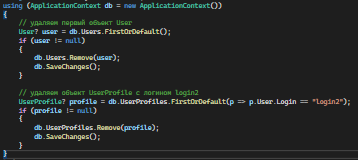 using (ApplicationContext db = new ApplicationContext())
{
    // удаляем первый объект User
    User? user = db.Users.FirstOrDefault();
    if (user != null)
    {
        db.Users.Remove(user);
        db.SaveChanges();
    }

    // удаляем объект UserProfile с логином login2
    UserProfile? profile = db.UserProfiles.FirstOrDefault(p => p.User.Login == "login2");
    if (profile != null)
    {
        db.UserProfiles.Remove(profile);
        db.SaveChanges();
    }
}